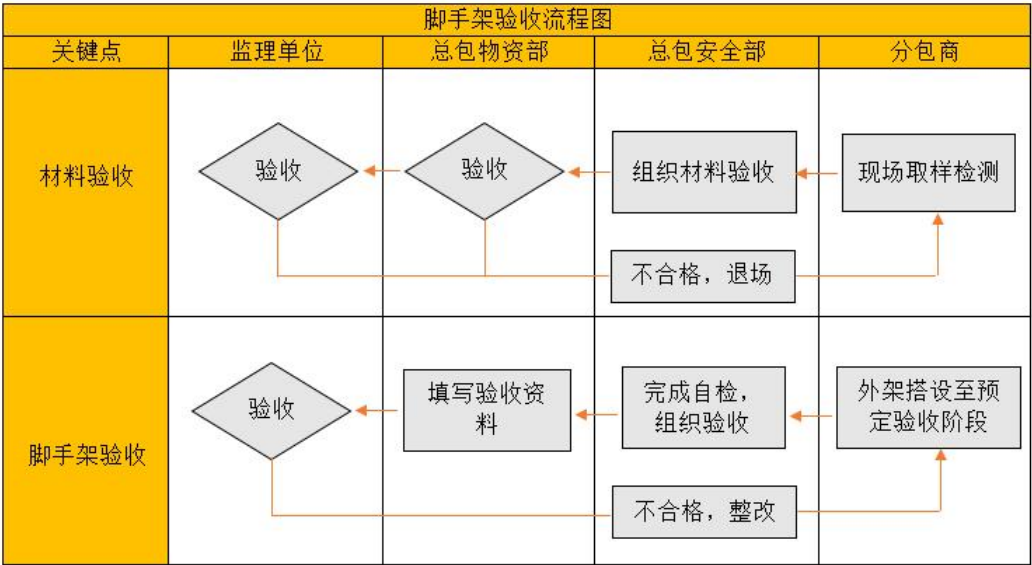 脚手架验收流程图
关键点 监理单位 总包物资部 总包安全部 分包商
材料验收
验收
验收
组织材料验收
现场取样检测
不合格，退场
脚手架验收
验收
填写验收资
料
完成自检，
组织验收
外架搭设至预
定验收阶段
不合格，整改